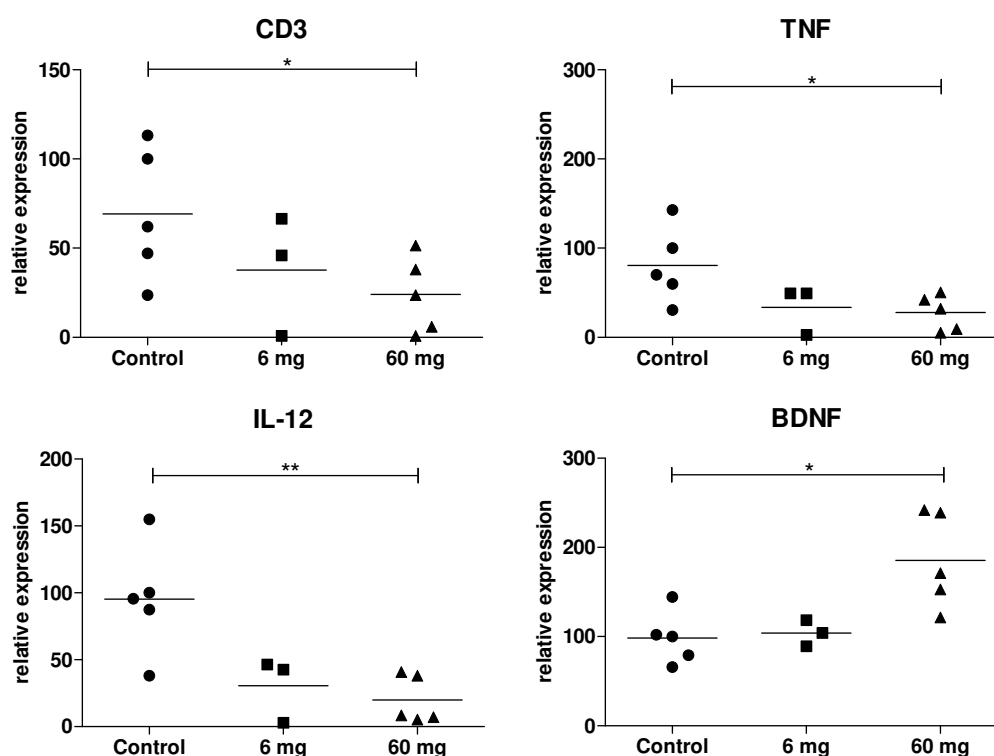 CD3
*
150
100
50
0
relative expression
Control 6 mg 60 mg
TNF
*
300
200
100
0
relative expression
Control 6 mg 60 mg
IL-12
**
200
150
100
50
0
relative expression
Control 6 mg 60 mg
BDNF
*
300
200
100
0
relative expression
Control 6 mg 60 mg